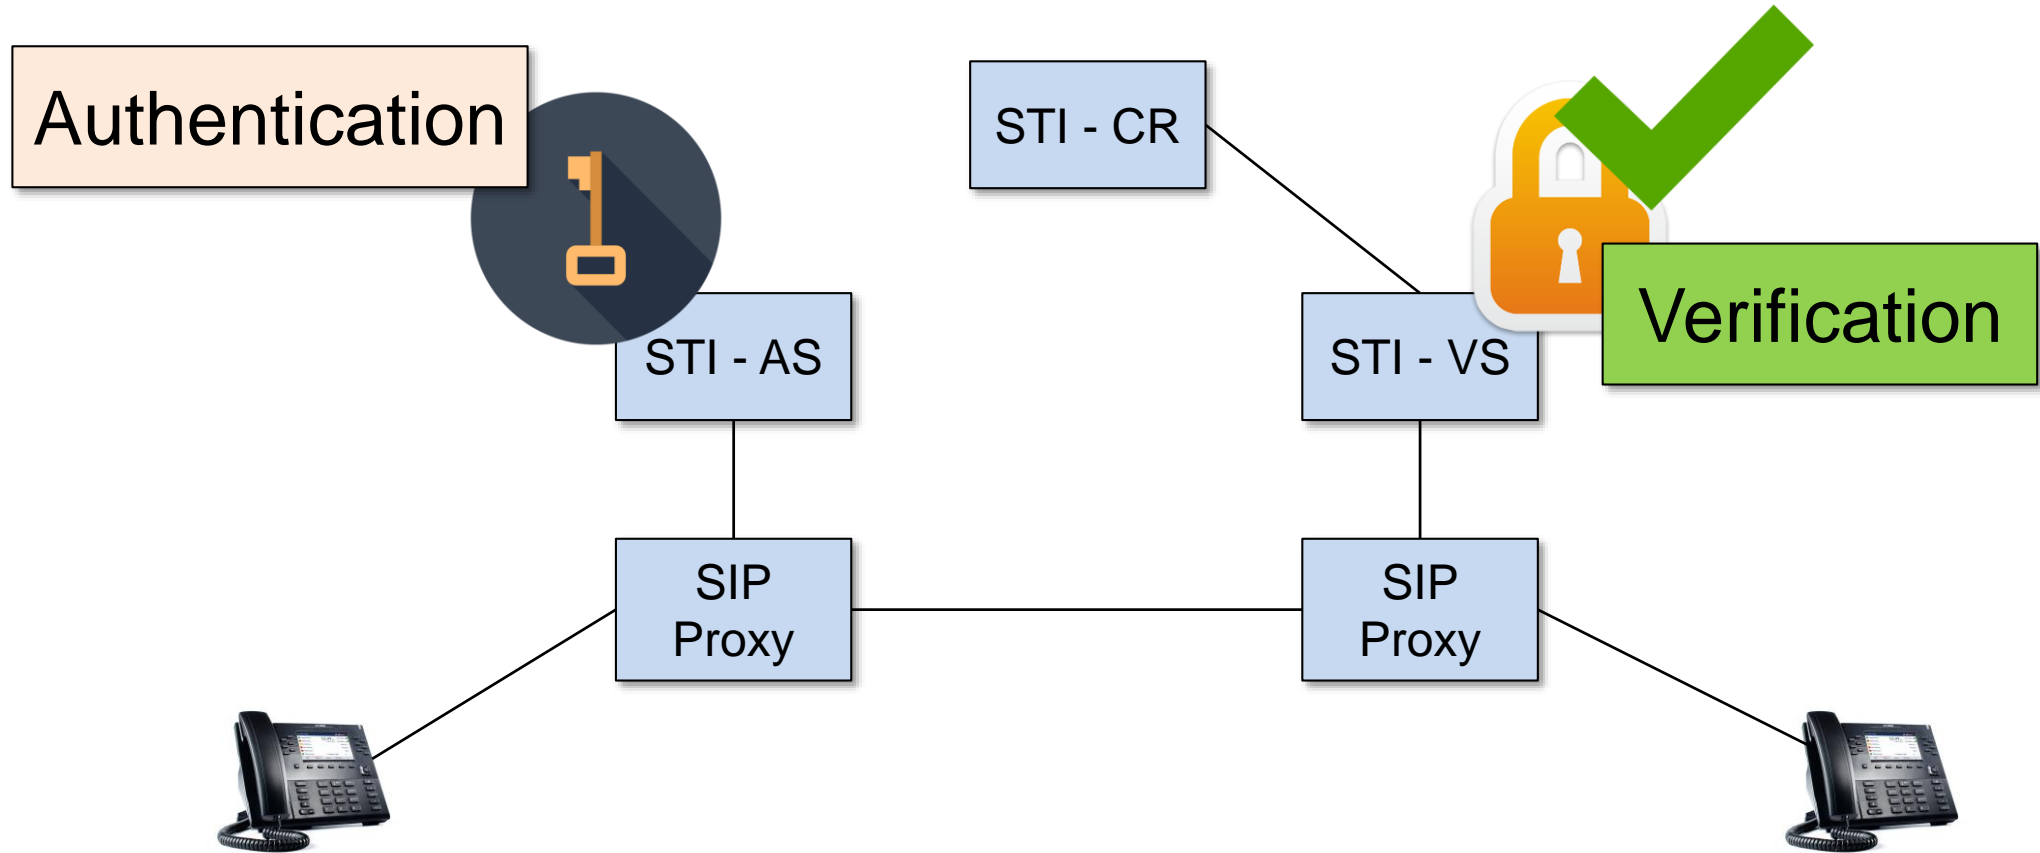 Authentication
STI - CR
Verification
STI - AS
STI - VS
SIP
Proxy
SIP
Proxy